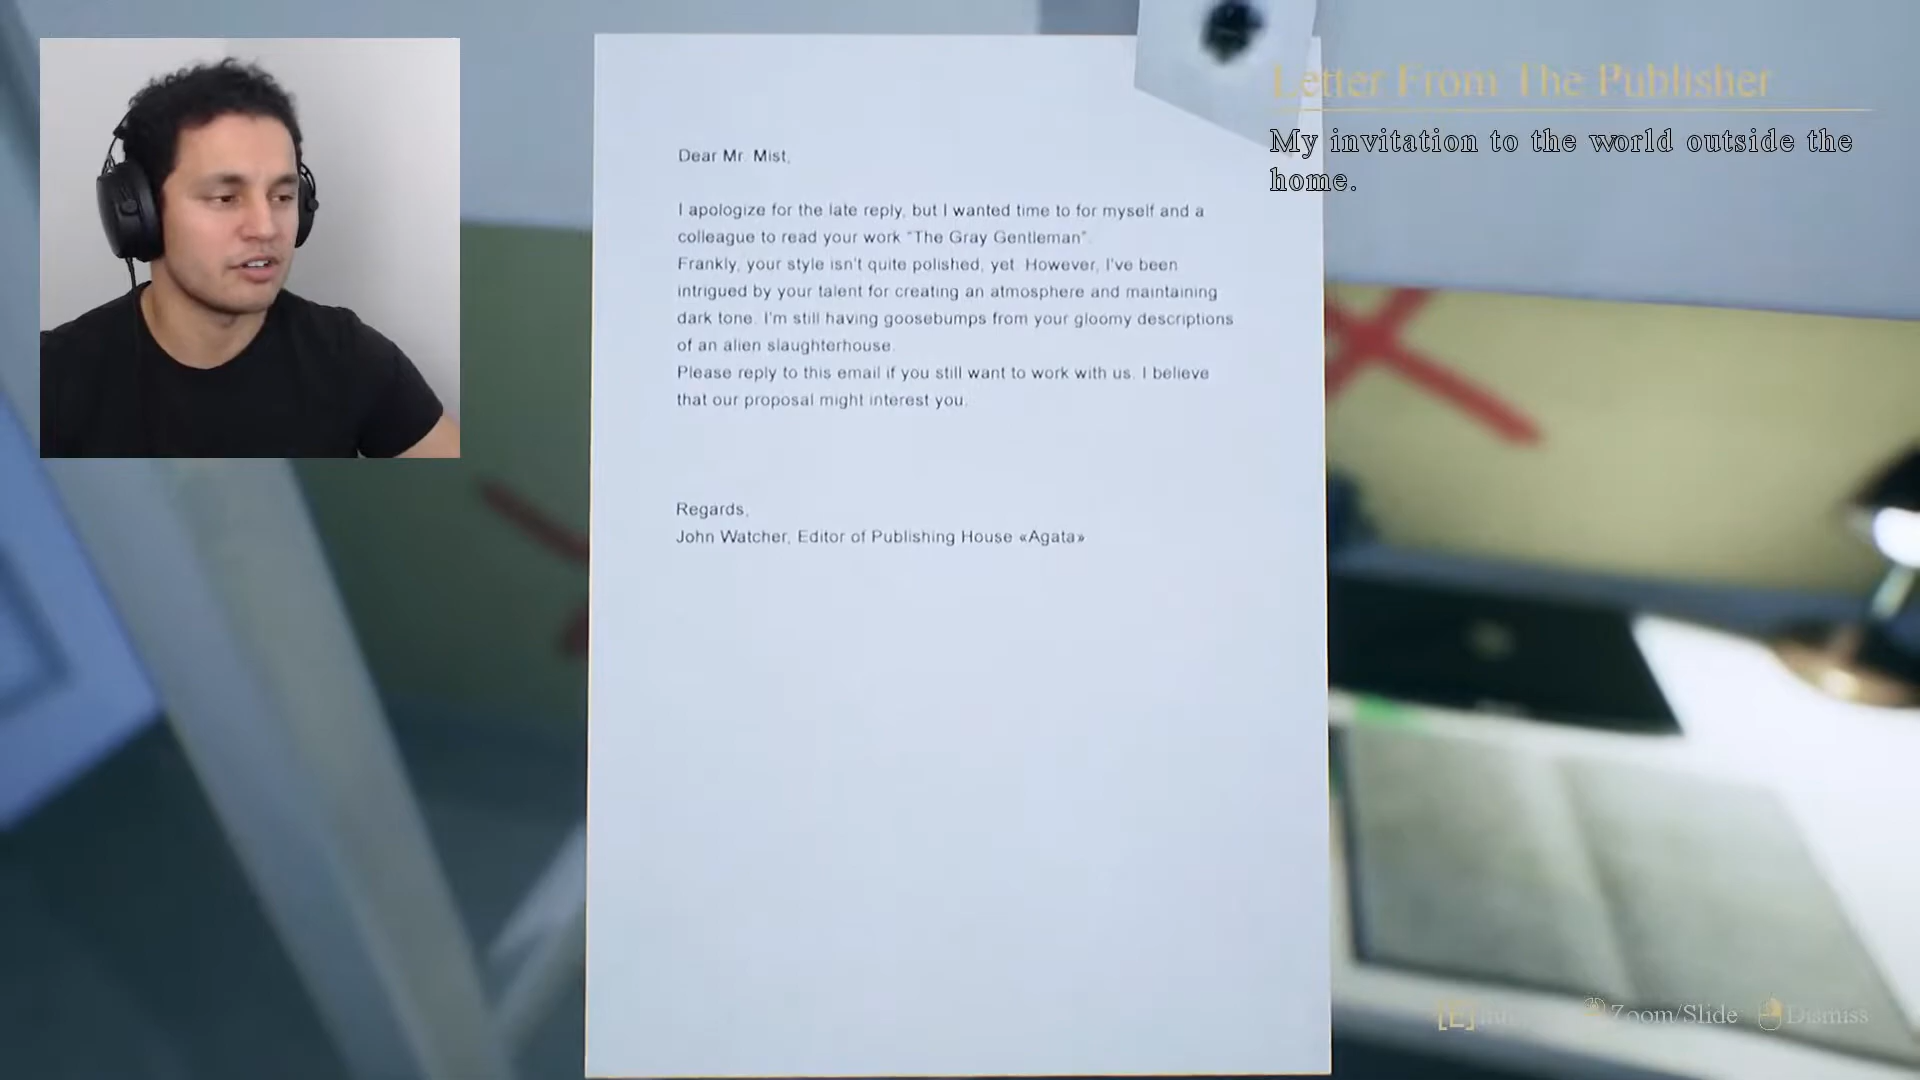 Letter From The Publisher
My invitation to the world outside the
home.
Dear Mr. Mist,
I apologize for the late reply, but I wanted time to for myself and a
colleague to read your work "The Gray Gentleman".
Frankly, your style isn't quite polished, yet. However, I've been
intrigued by your talent for creating an atmosphere and maintaining
dark tone. I'm still having goosebumps from your gloomy descriptions
of an alien slaughterhouse.
Please reply to this email if you still want to work with us. I believe
that our proposal might interest you.
Regards,
John Watcher, Editor of Publishing House «Agata»
[E] Zoom/Slide Dismiss